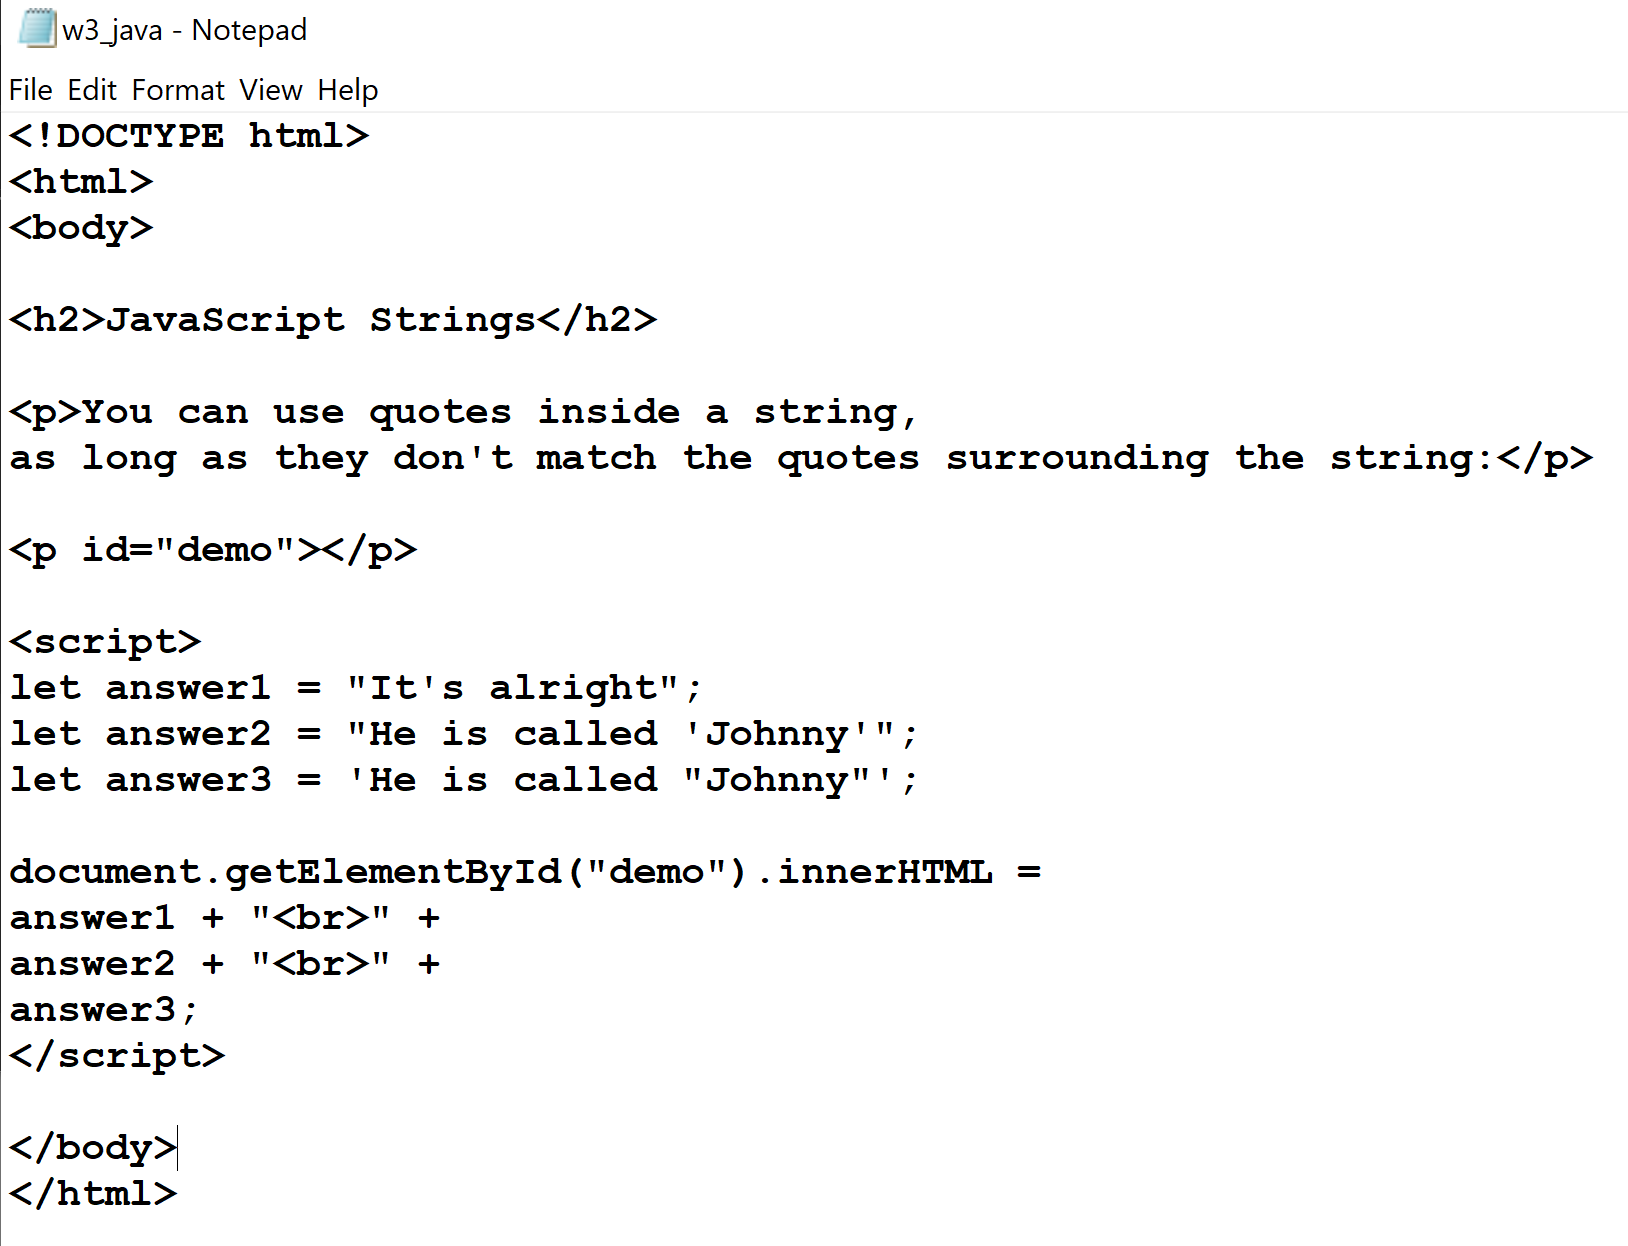 w3_java - Notepad
File Edit Format View Help
<!DOCTYPE html>
<html>
<body>
<h2>JavaScript Strings</h2>
<p>You can use quotes inside a string,
as long as they don't match the quotes surrounding the string:</p>
<p id="demo"></p>
<script>
let answer1 = "It's alright";
let answer2 = "He is called 'Johnny'";
let answer3 = 'He is called "Johnny"';
document.getElementById("demo").innerHTML =
answer1 + "<br>" +
answer2 + "<br>" +
answer3;
</script>
</body>
</html>